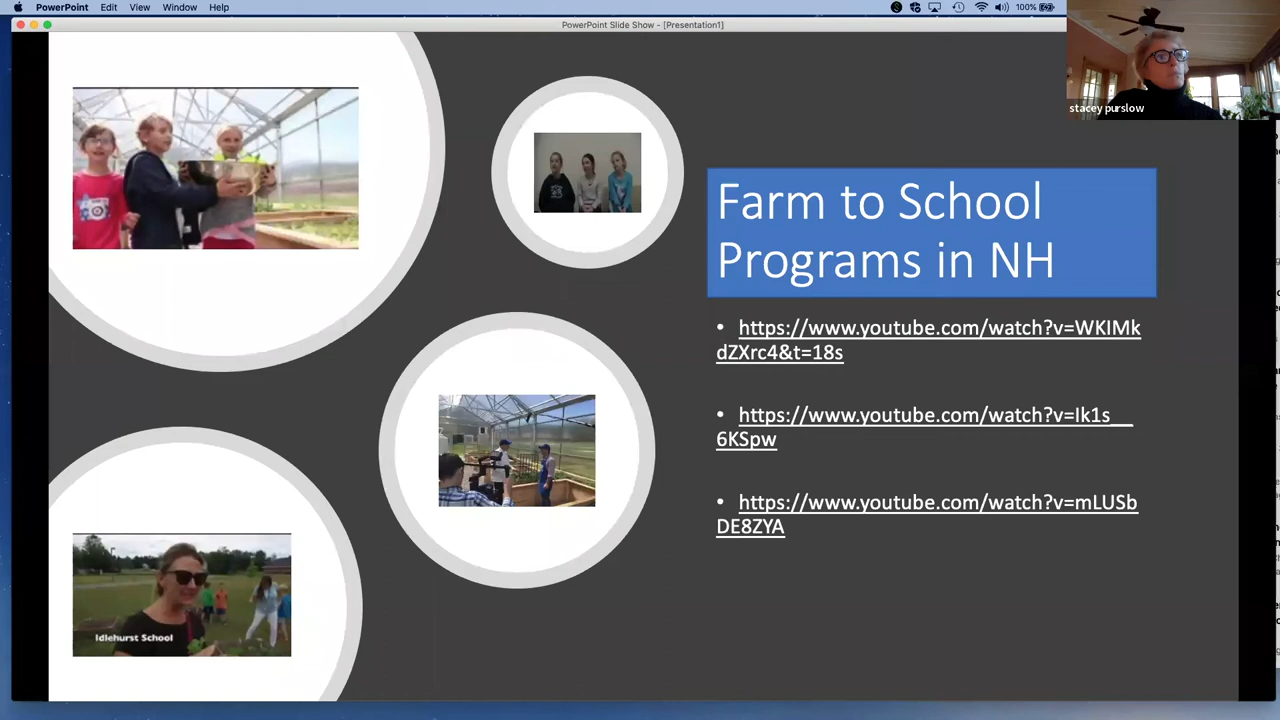 PowerPoint File Edit View Window Help
100%
PowerPoint Slide Show - [Presentation1]
stacey purslow
Farm to School
Programs in NH
• https://www.youtube.com/watch?v=WKIMk
dZXrc4&t=18s
• https://www.youtube.com/watch?v=Ik1s__
6KSpw
• https://www.youtube.com/watch?v=mLUSb
DE8ZYA
Idlehurst School